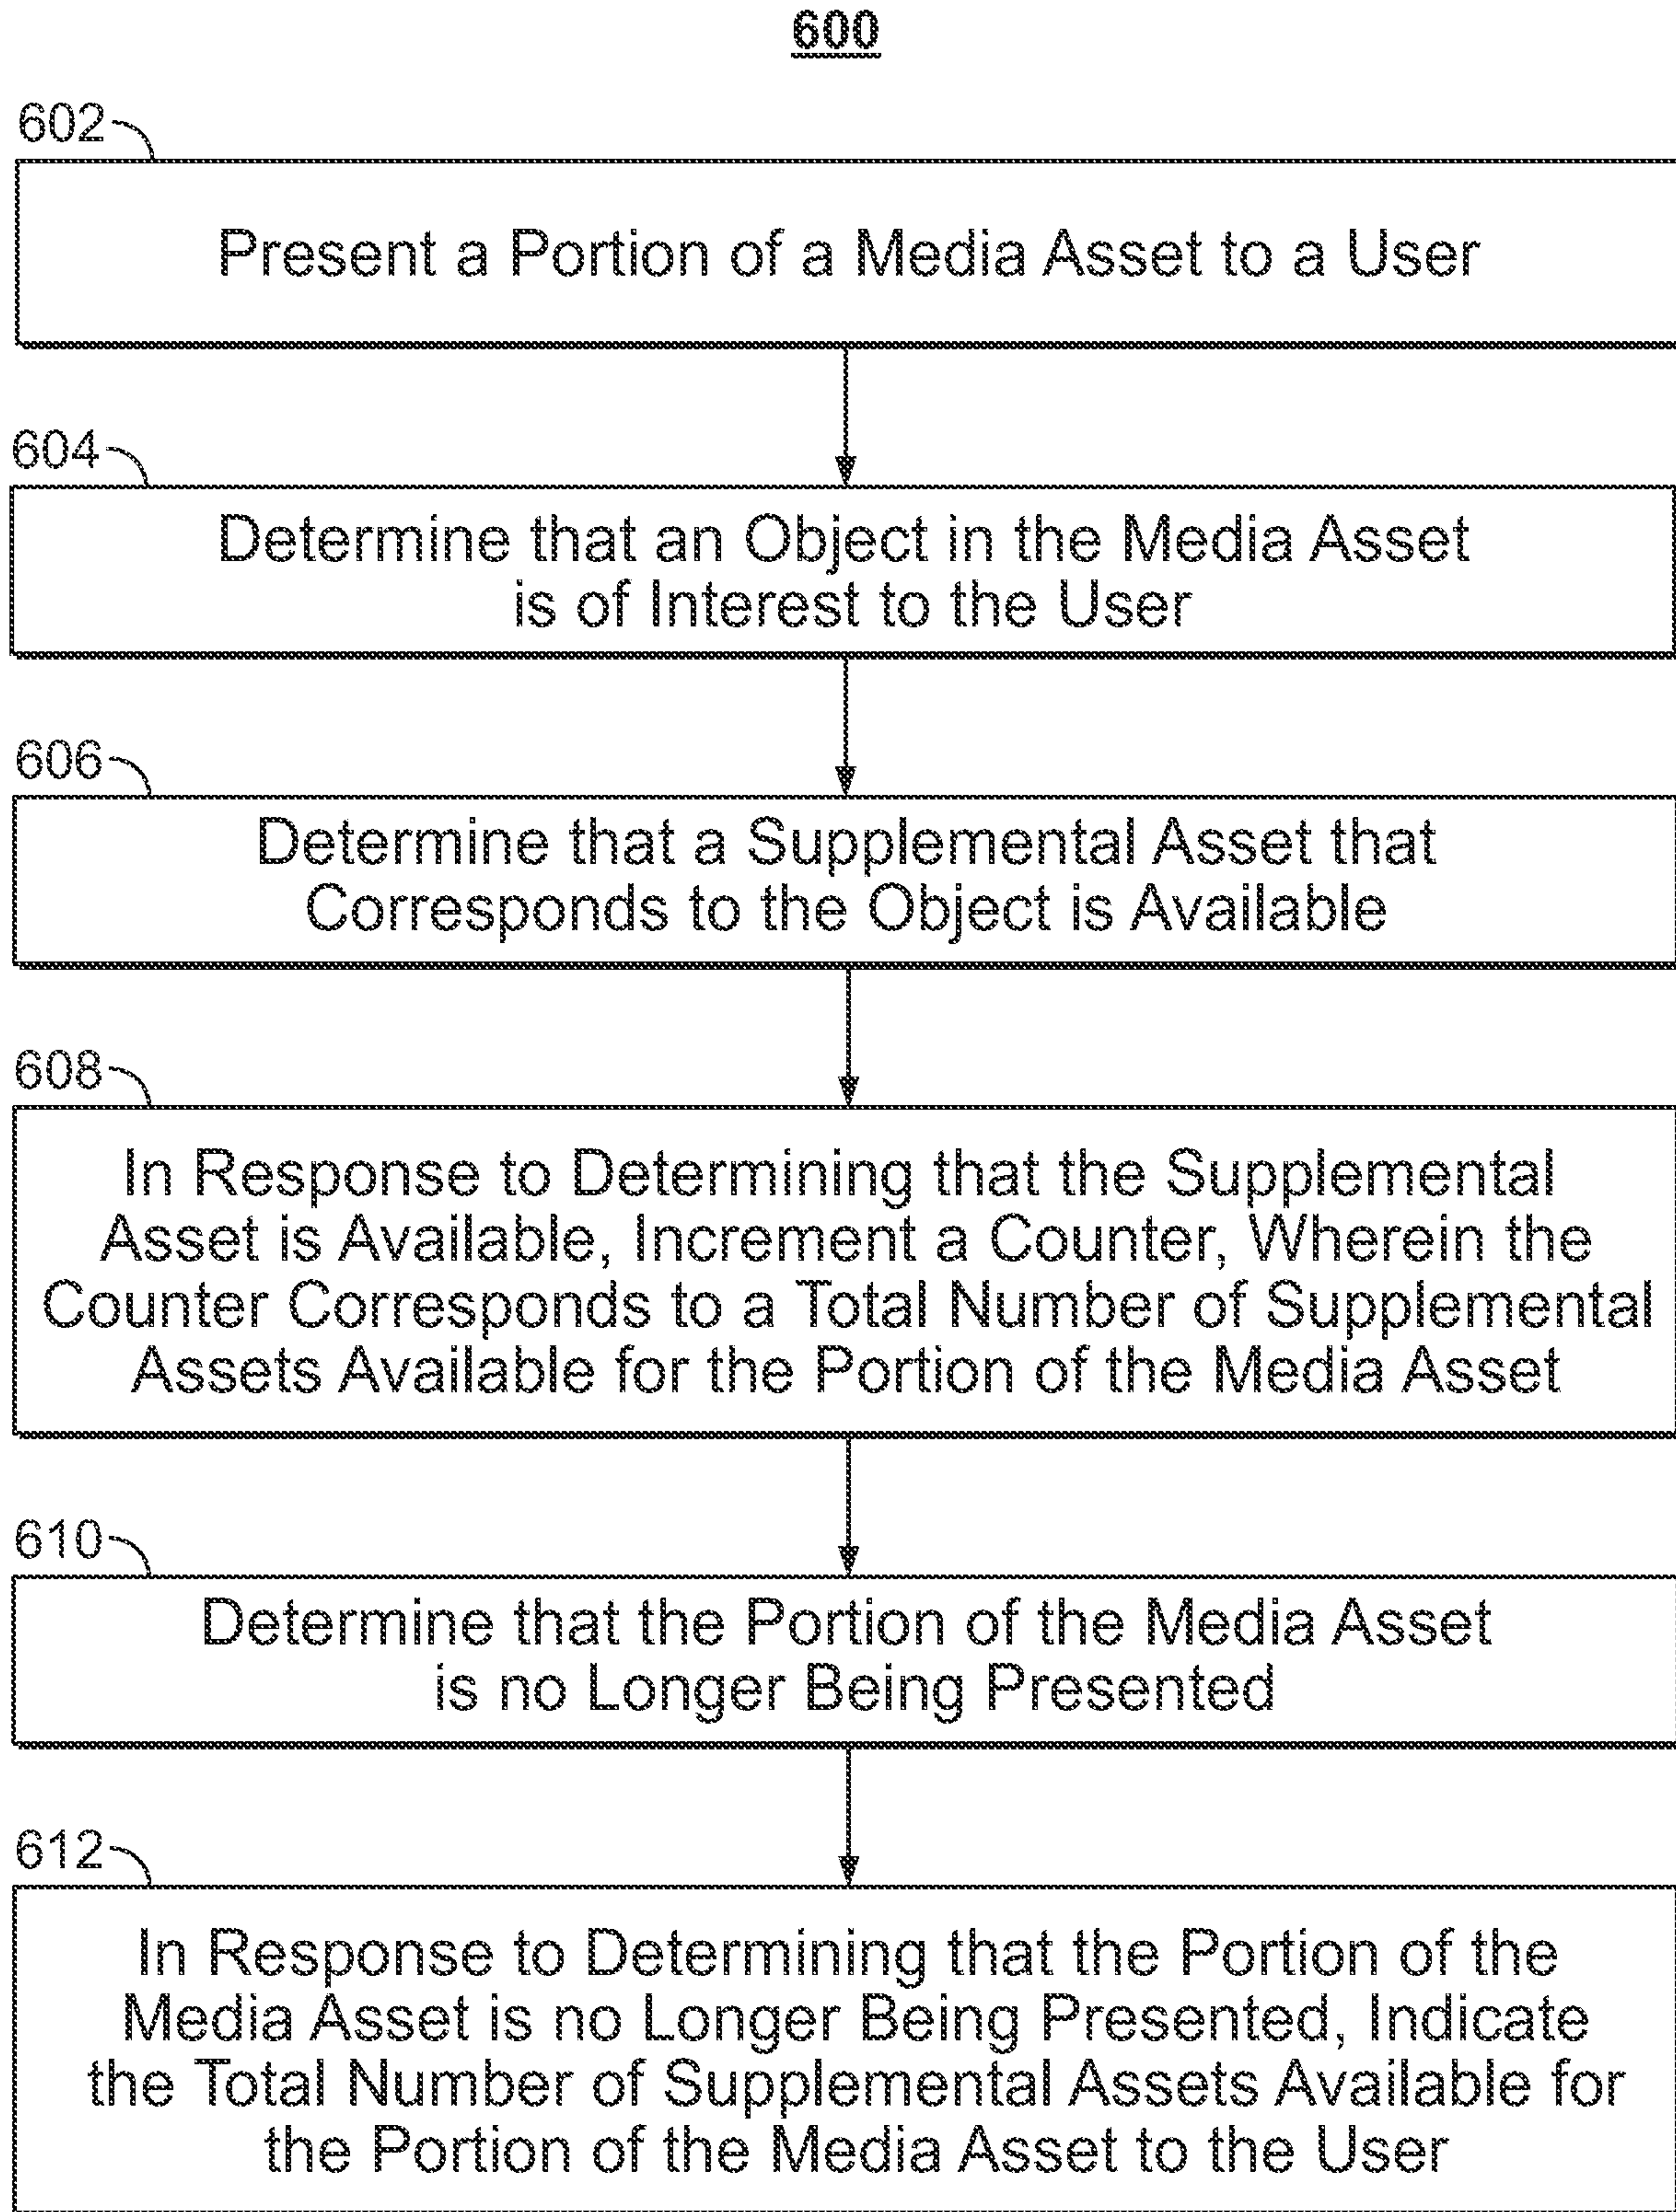 600
602
Present a Portion of a Media Asset to a User
604
Determine that an Object in the Media Asset
is of Interest to the User
606
Determine that a Supplemental Asset that
Corresponds to the Object is Available
608
In Response to Determining that the Supplemental
Asset is Available, Increment a Counter, Wherein the
Counter Corresponds to a Total Number of Supplemental
Assets Available for the Portion of the Media Asset
610
Determine that the Portion of the Media Asset
is no Longer Being Presented
612
In Response to Determining that the Portion of the
Media Asset is no Longer Being Presented, Indicate
the Total Number of Supplemental Assets Available for
the Portion of the Media Asset to the User